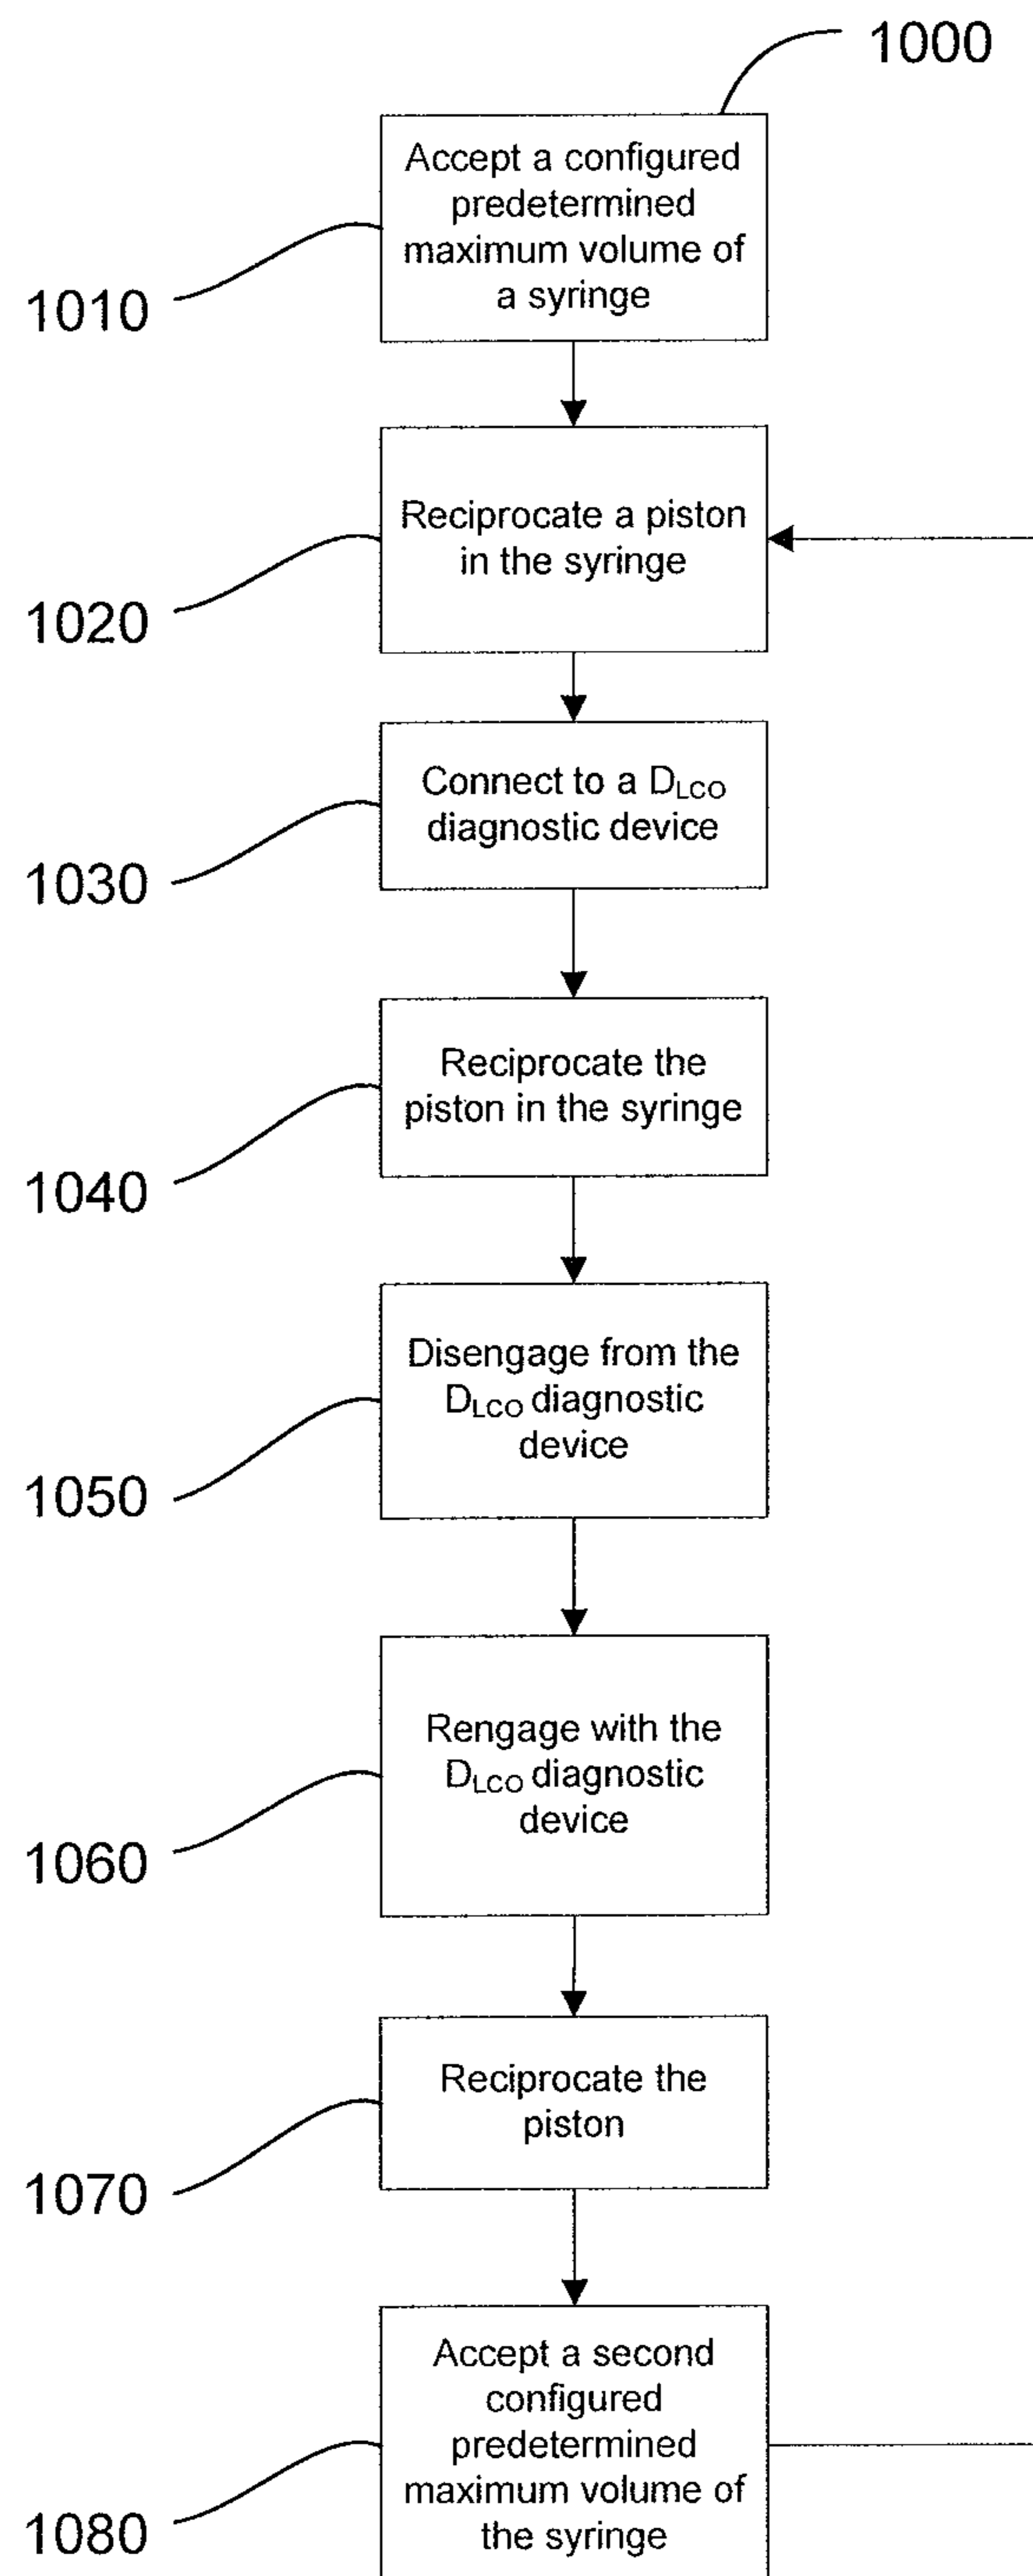 1000
Accept a configured
predetermined
maximum volume of
a syringe
1010
Reciprocate a piston
in the syringe
1020
Connect to a DLCO
diagnostic device
1030
Reciprocate the
piston in the syringe
1040
Disengage from the
DLCO diagnostic
device
1050
Rengage with the
DLCO diagnostic
device
1060
Reciprocate the
piston
1070
Accept a second
configured
predetermined
maximum volume of
the syringe
1080